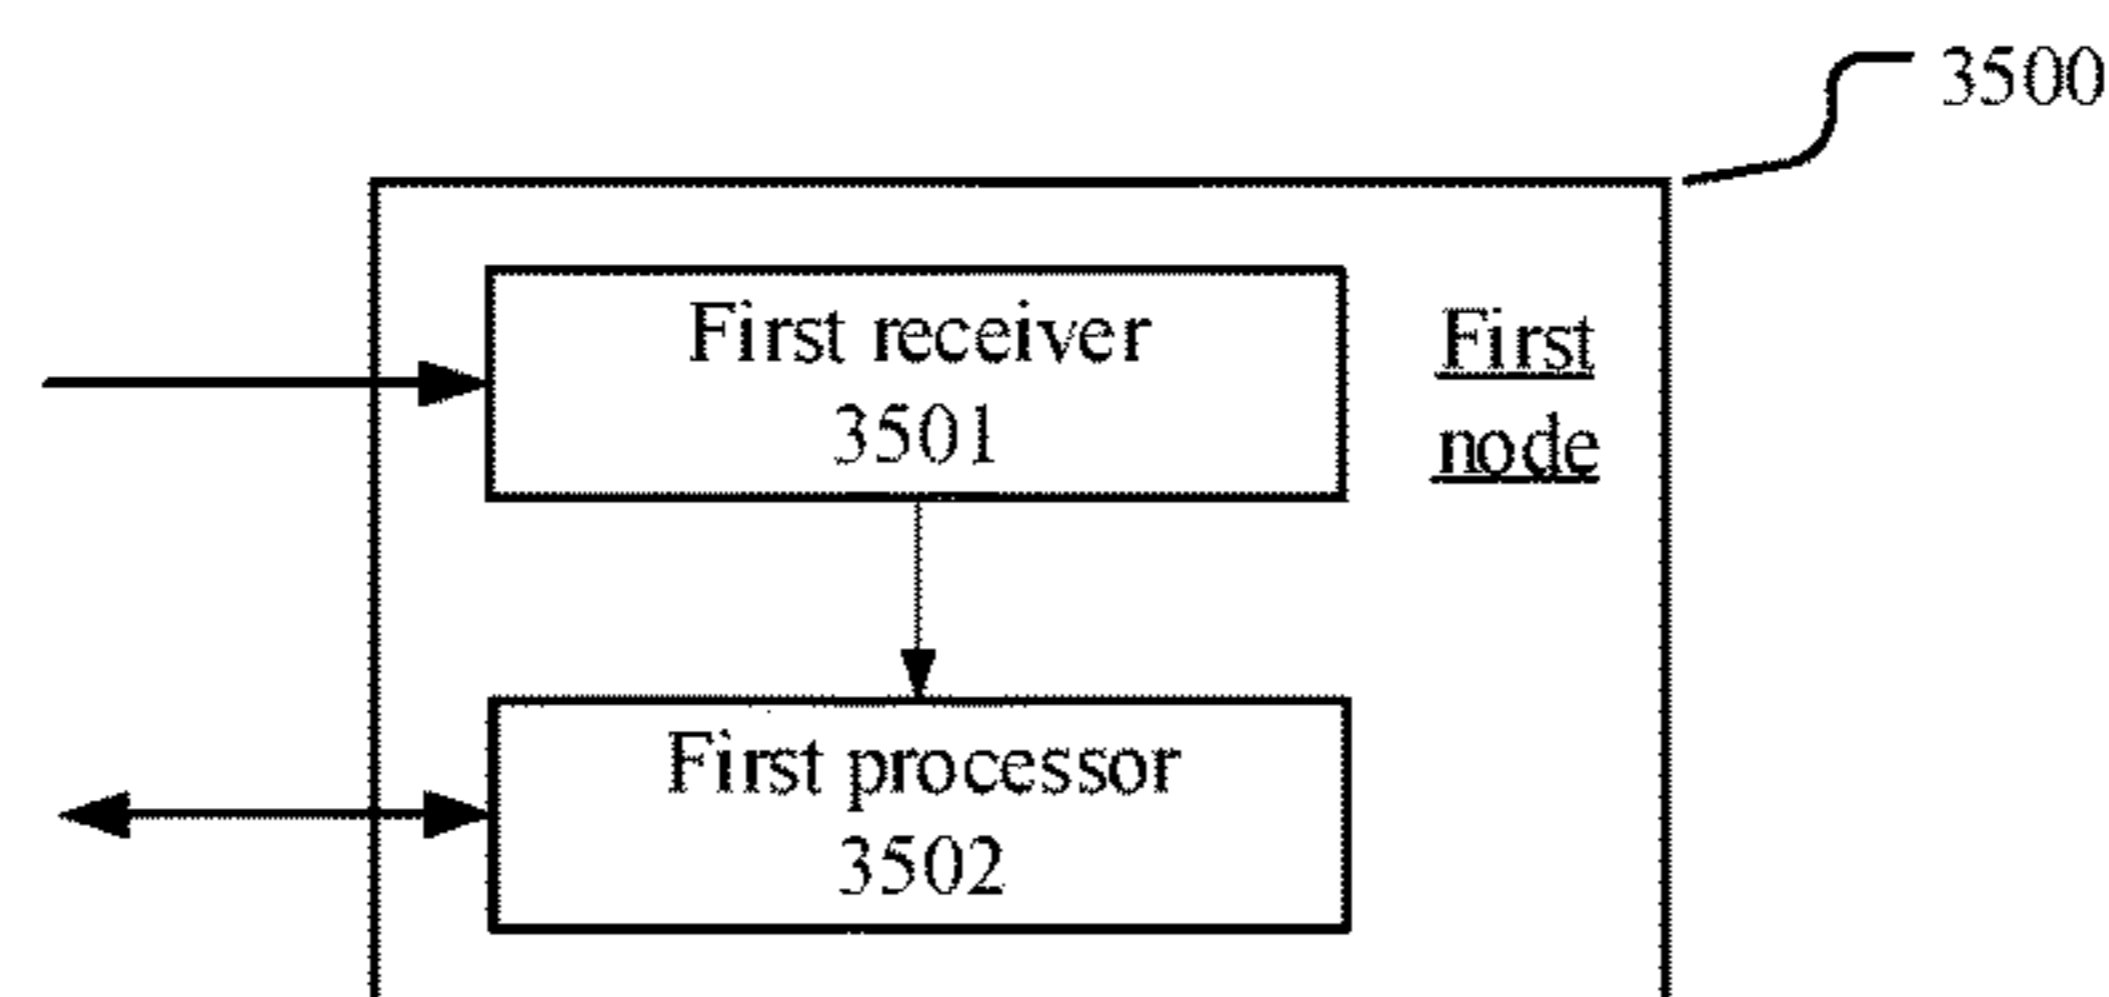 3500
First receiver
3501
First
node
First processor
3502